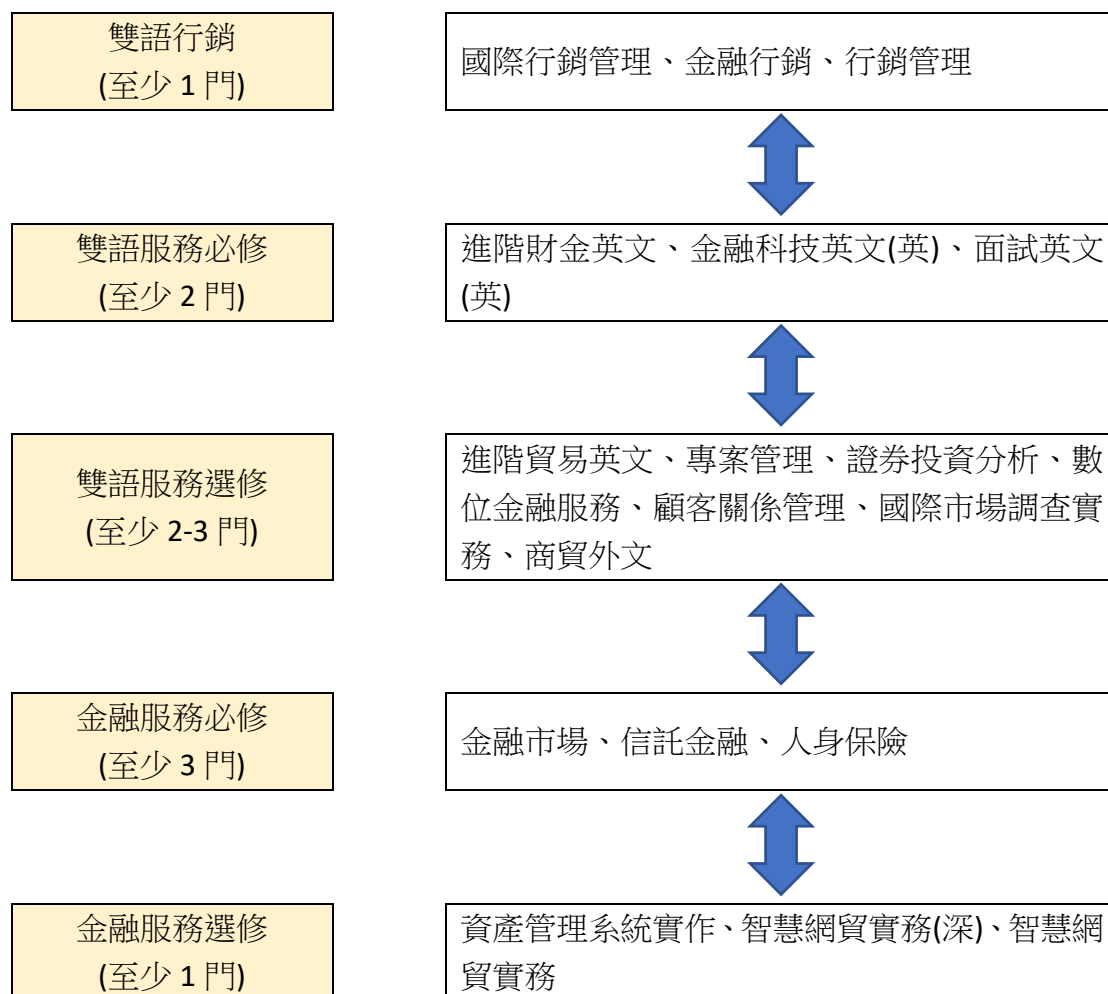 雙語行銷
(至少 1 門)
國際行銷管理、金融行銷、行銷管理
雙語服務必修
(至少 2 門)
進階財金英文、金融科技英文(英)、面試英文
(英)
雙語服務選修
(至少 2-3 門)
進階貿易英文、專案管理、證券投資分析、數
位金融服務、顧客關係管理、國際市場調查實
務、商貿外文
金融服務必修
(至少 3 門)
金融市場、信託金融、人身保險
金融服務選修
(至少 1 門)
資產管理系統實作、智慧網貿實務(深)、智慧網
貿實務